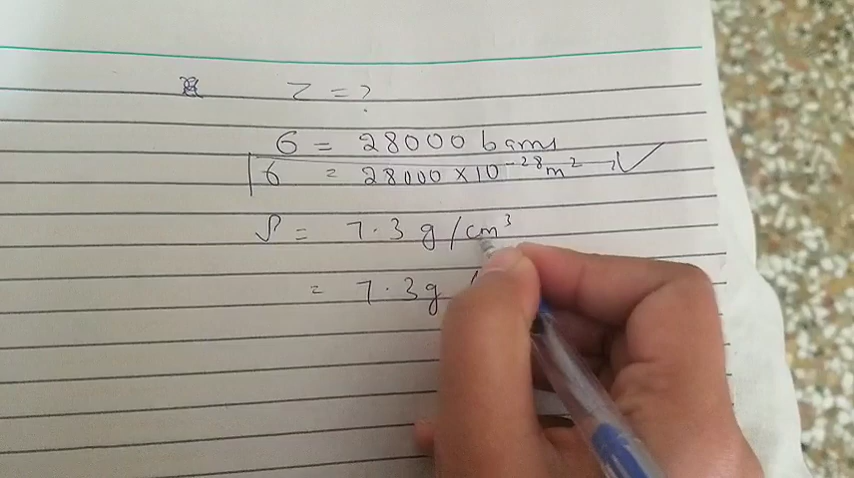 Z = ?
σ = 28000 barns
σ = 28000 × 10⁻²⁸ m²
ρ = 7.3 g/cm³
= 7.3 g /